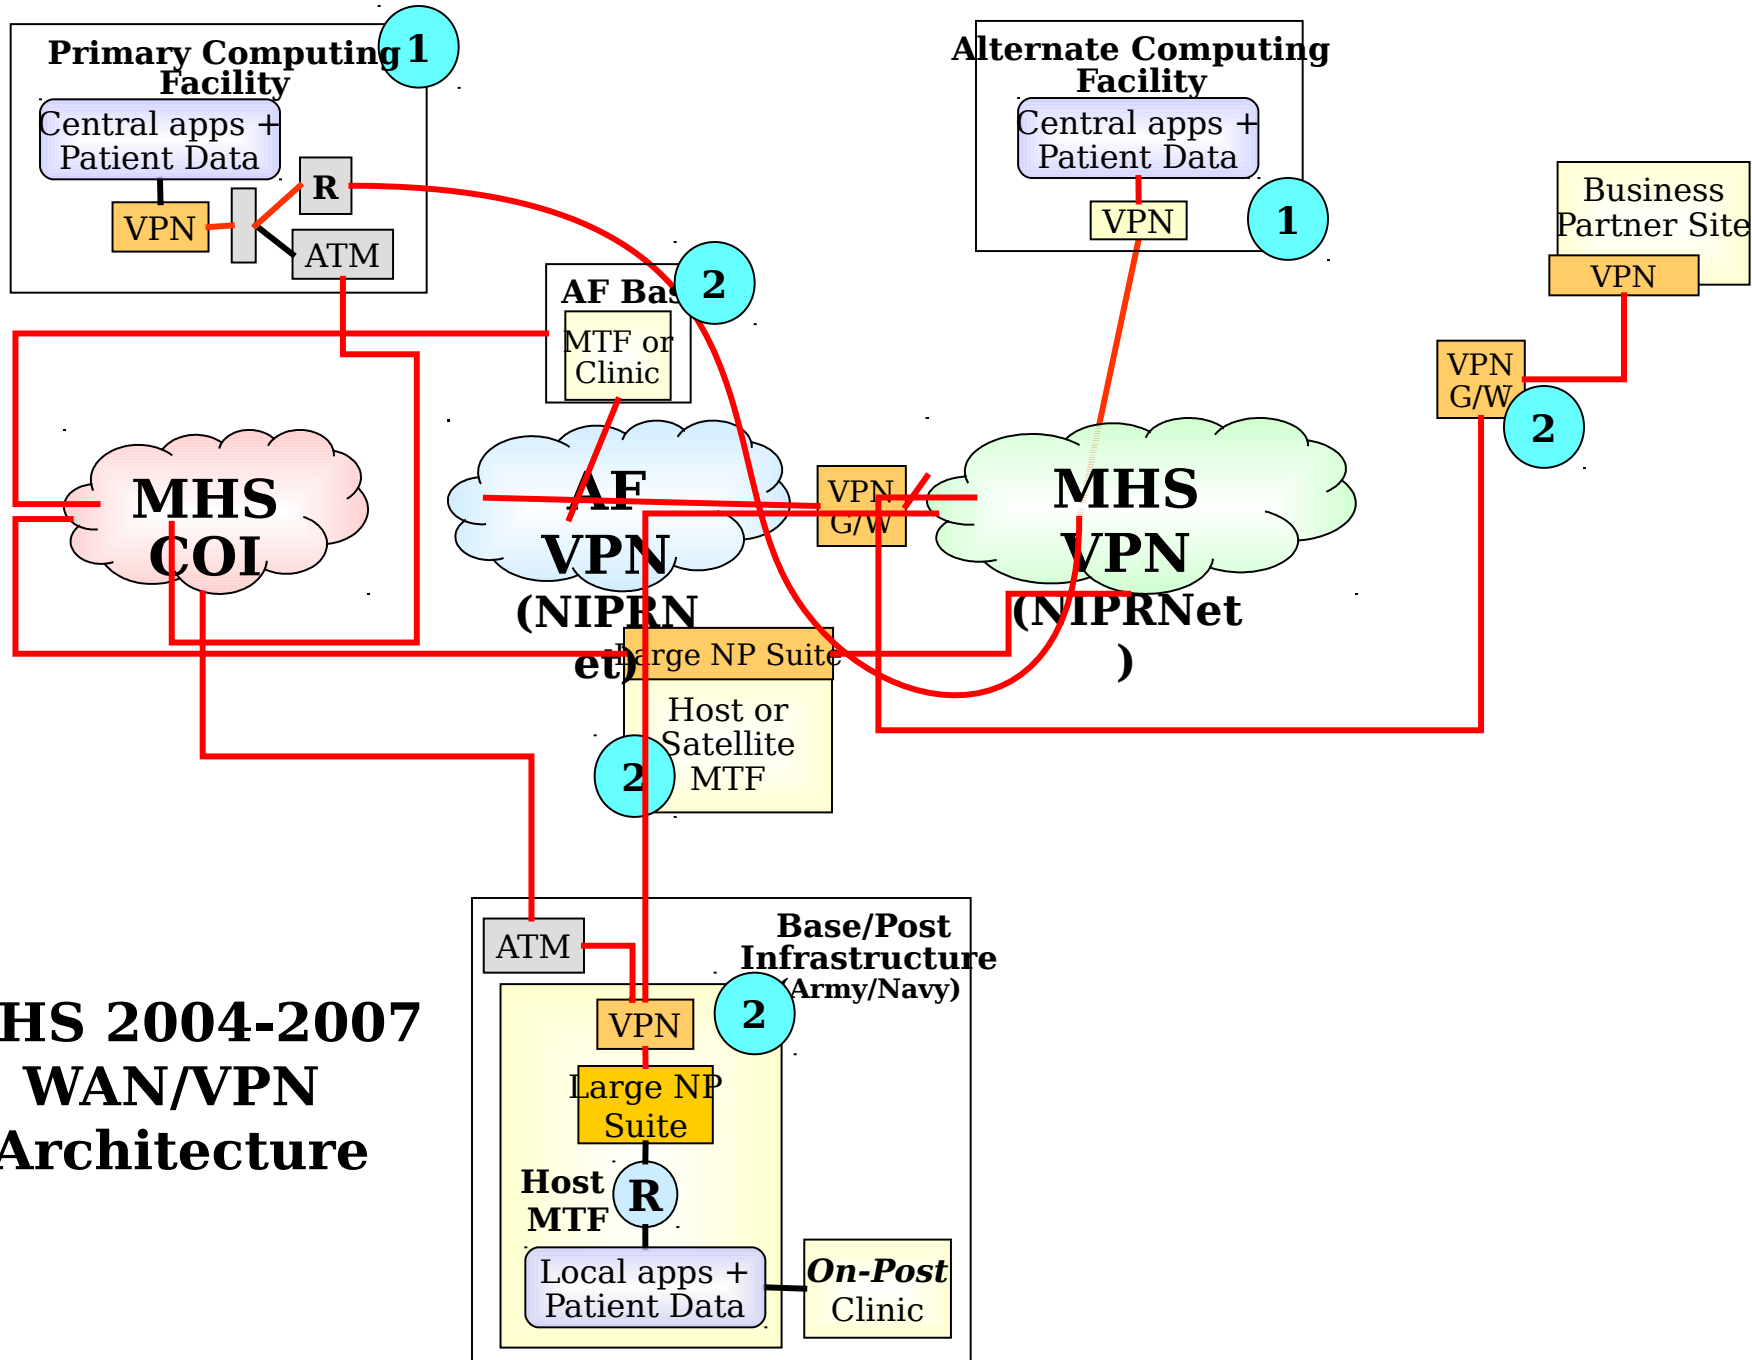 Primary Computing
Facility
1
Central apps +
Patient Data
VPN
R
ATM
Alternate Computing
Facility
Central apps +
Patient Data
VPN
1
Business
Partner Site
VPN
VPN
G/W
2
AF Bas
2
MTF or
Clinic
MHS
COI
AF
VPN
(NIPRN
et)
VPN
G/W
MHS
VPN
(NIPRNet
)
Large NP Suite
Host or
Satellite
MTF
2
ATM
Base/Post
Infrastructure
(Army/Navy)
2
VPN
Large NP
Suite
Host
MTF
R
Local apps +
Patient Data
On-Post
Clinic
HS 2004-2007
WAN/VPN
Architecture